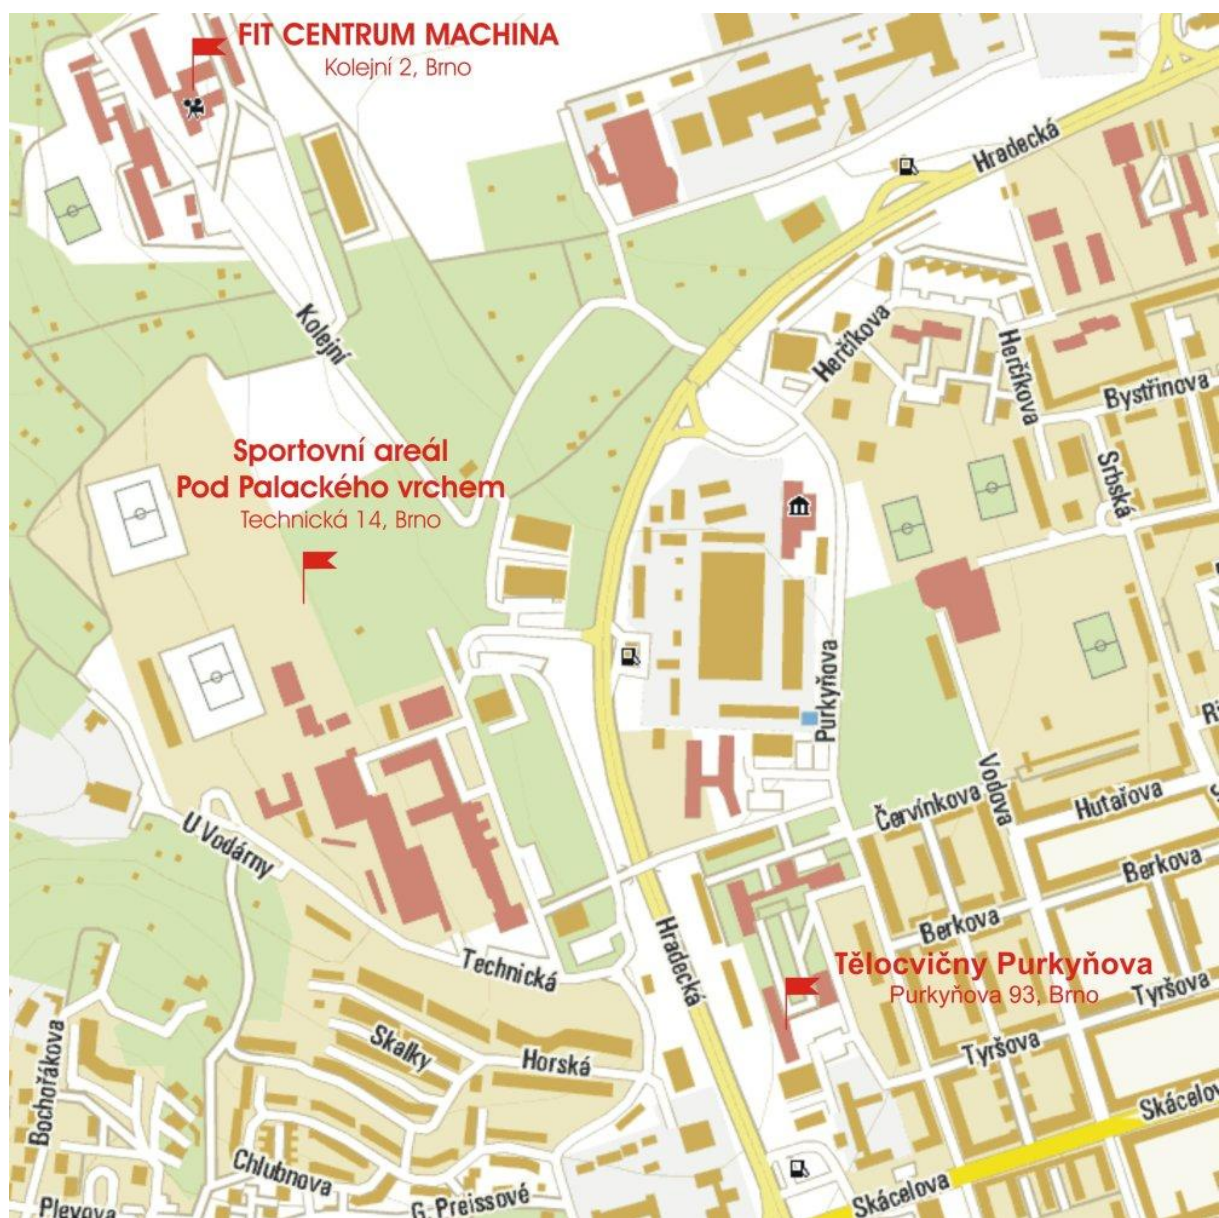 FIT CENTRUM MACHINA
Kolejní 2, Brno
Hradecká
Kolejní
Herčíkova
Herčíkova
Bystřinova
Sportovní areál
Pod Palackého vrchem
Technická 14, Brno
Srbská
Purkyňova
Vodova
Červínkova
Hutařova
U Vodárny
Berkova
Berkova
Hradecká
Technická
Tělocvičny Purkyňova
Purkyňova 93, Brno
Tyršova
Tyršova
Skalky
Horská
Bochořákova
Chlubnova
G. Preissové
Skácelova
Plevova